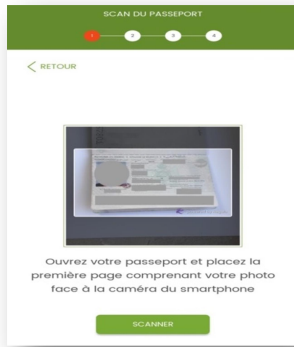 SCAN DU PASSEPORT
1 2 3 4
RETOUR
Ouvrez votre passeport et placez la
première page comprenant votre photo
face à la caméra du smartphone
SCANNER